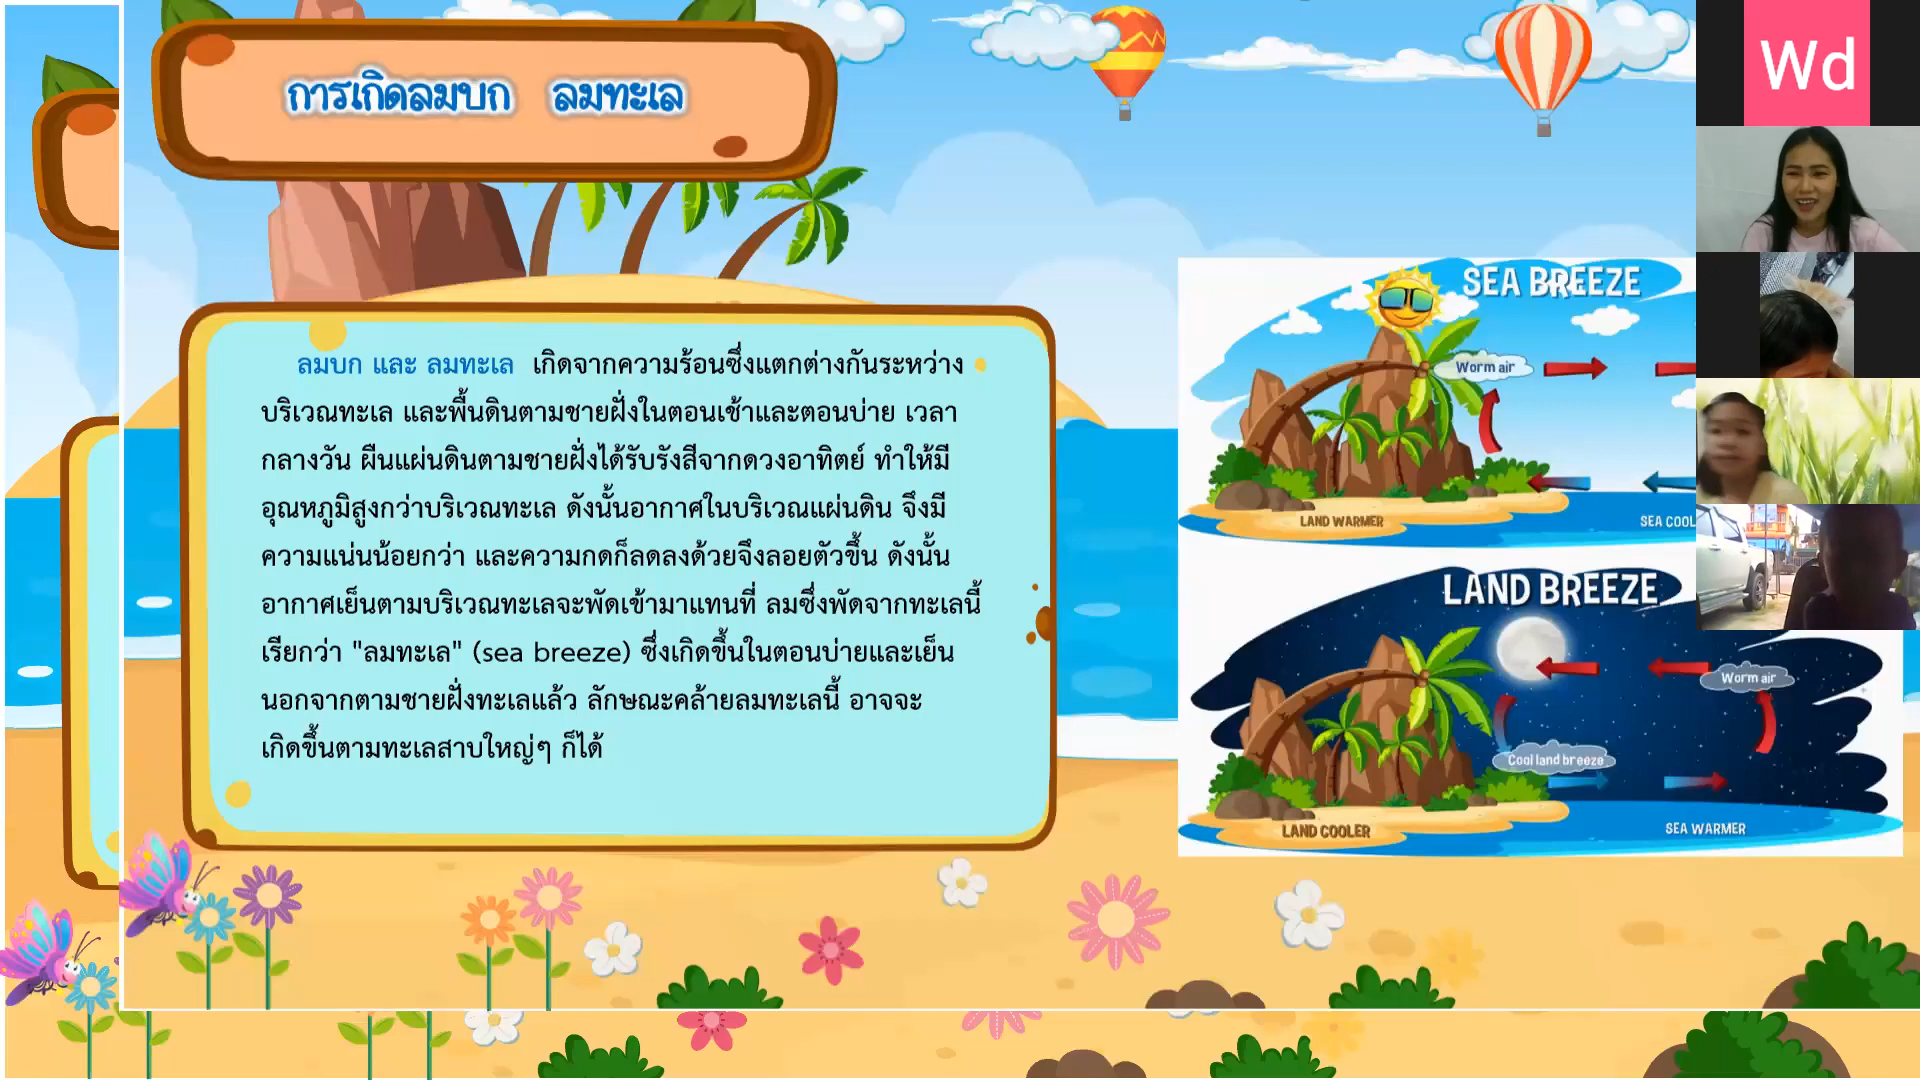 การเกิดลมบก ลมทะเล
ลมบก และ ลมทะเล เกิดจากความร้อนซึ่งแตกต่างกันระหว่าง
บริเวณทะเล และพื้นดินตามชายฝั่งในตอนเช้าและตอนบ่าย เวลา
กลางวัน ผืนแผ่นดินตามชายฝั่งได้รับรังสีจากดวงอาทิตย์ ทำให้มี
อุณหภูมิสูงกว่าบริเวณทะเล ดังนั้นอากาศในบริเวณแผ่นดิน จึงมี
ความแน่นน้อยกว่า และความกดก็ลดลงด้วยจึงลอยตัวขึ้น ดังนั้น
อากาศเย็นตามบริเวณทะเลจะพัดเข้ามาแทนที่ ลมซึ่งพัดจากทะเลนี้
เรียกว่า "ลมทะเล" (sea breeze) ซึ่งเกิดขึ้นในตอนบ่ายและเย็น
นอกจากตามชายฝั่งทะเลแล้ว ลักษณะคล้ายลมทะเลนี้ อาจจะ
เกิดขึ้นตามทะเลสาบใหญ่ๆ ก็ได้
SEA BREEZE
Worm air
LAND WARMER
SEA COOL
LAND BREEZE
Worm air
Cool land breeze
LAND COOLER
SEA WARMER
Wd